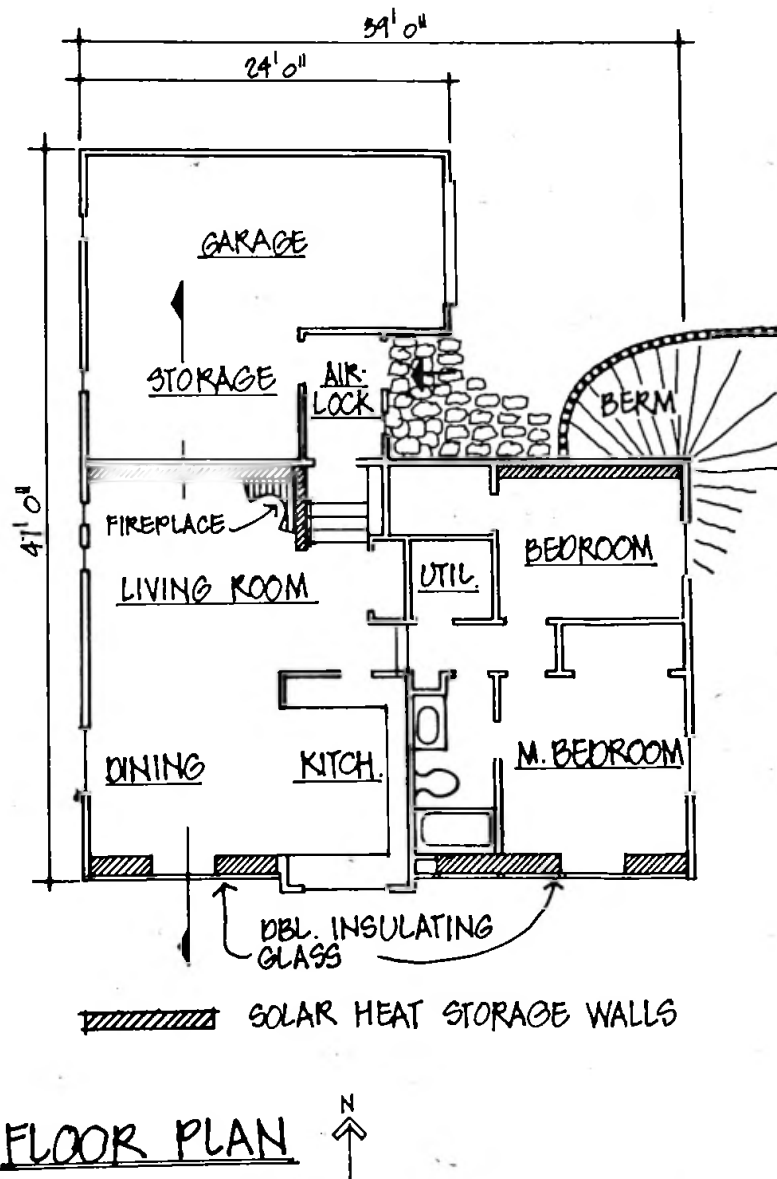 39'0"
24'0"
GARAGE
STORAGE
AIR-
LOCK
BERM
47'0"
FIREPLACE
BEDROOM
UTIL.
LIVING ROOM
DINING
KITCH.
M. BEDROOM
DBL. INSULATING
GLASS
SOLAR HEAT STORAGE WALLS
FLOOR PLAN
N